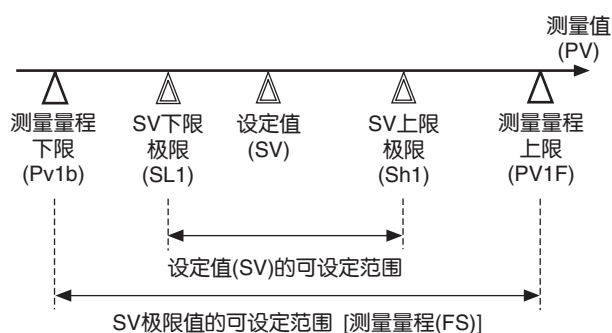 测量值
(PV)
测量量程
下限
(Pv1b)
SV下限
极限
(SL1)
设定值
(SV)
SV上限
极限
(Sh1)
测量量程
上限
(PV1F)
设定值(SV)的可设定范围
SV极限值的可设定范围 [测量量程(FS)]